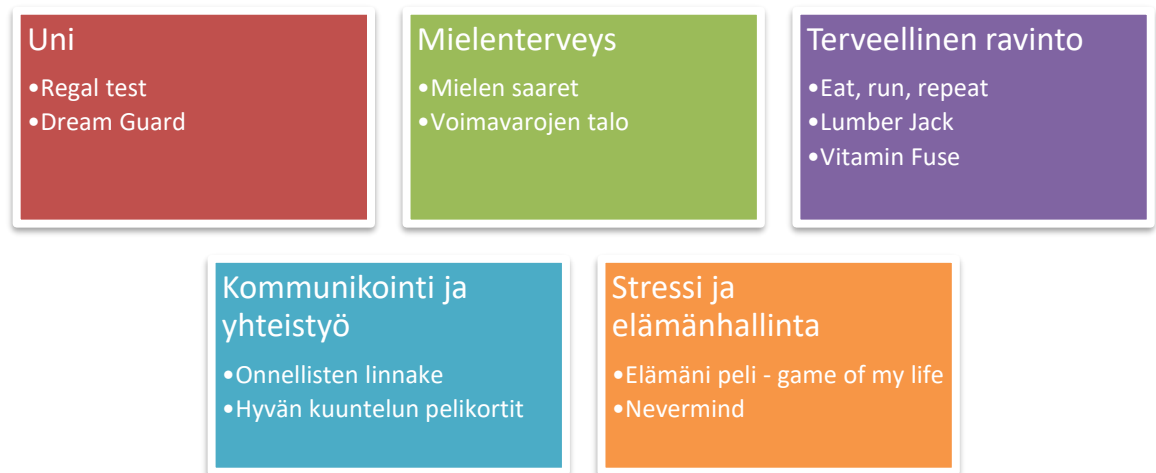 Uni
•Regal test
•Dream Guard
Mielenterveys
•Mielen saaret
•Voimavarojen talo
Terveellinen ravinto
•Eat, run, repeat
•Lumber Jack
•Vitamin Fuse
Kommunikointi ja
yhteistyö
•Onnellisten linnake
•Hyvän kuuntelun pelikortit
Stressi ja
elämänhallinta
•Elämäni peli - game of my life
•Nevermind